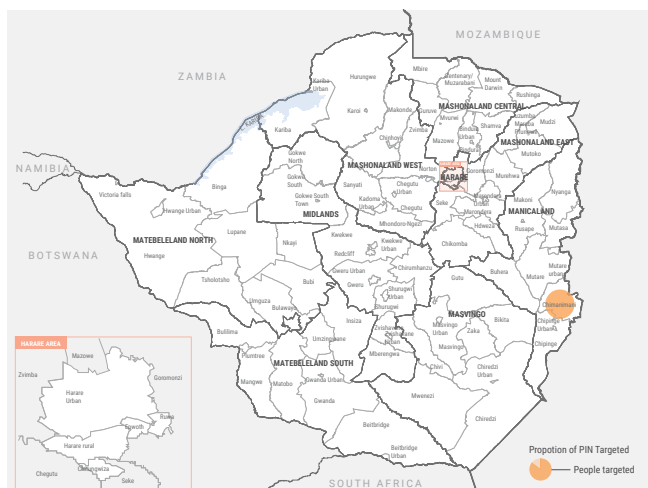 MOZAMBIQUE
ZAMBIA
NAMIBIA
BOTSWANA
SOUTH AFRICA
Mbire
Centenary/
Muzarabani
Mount
Darwin
Rushinga
Kariba
Urban
Hurungwe
Karoi
Makonde
Guruve
MASHONALAND CENTRAL
Mvurwi
Bindura
Urban
Shamva
Mudzi
Kariba
Kariba
Chinhoyi
Zvimba
Mazowe
Bindura
MASHONALAND EAST
Mutoko
Gokwe
North
MASHONALAND WEST
Norton
HARARE
Goromonzi
Murehwa
Nyanga
Victoria falls
Binga
Gokwe
South
Sanyati
Chegutu
Urban
Seke
Marondera
Makoni
Hwange Urban
Gokwe South
Town
Kadoma
Urban
Chegutu
MANICALAND
MIDLANDS
Mhondoro-Ngezi
Hwedza
Rusape
Mutasa
MATEBELELAND NORTH
Lupane
Nkayi
Kwekwe
Kwekwe
Urban
Chikomba
Hwange
Redcliff
Gweru Urban
Chirumhanzu
Gutu
Buhera
Mutare
Mutare
urban
Tsholotsho
Bubi
Gweru
Shurugwi
Urban
Umguza
Shurugwi
Chimanimani
Bulawayo
Insiza
MASVINGO
Bikita
Chipinge
Urban
Bulilima
Umzingwane
Zvishavane
Zvishavane
Urban
Masvingo
Urban
Zaka
Chipinge
Plumtree
Mberengwa
Masvingo
MATEBELELAND SOUTH
Chivi
Chiredzi
Urban
Mangwe
Matobo
Gwanda Urban
Gwanda
Mwenezi
Chiredzi
Beitbridge
Beitbridge
Urban
HARARE AREA
Mazowe
Zvimba
Goromonzi
Harare
Urban
Ruwa
Epwoth
Harare rural
Chegutu
Chitungwiza
Seke
Propotion of PIN Targeted
People targeted